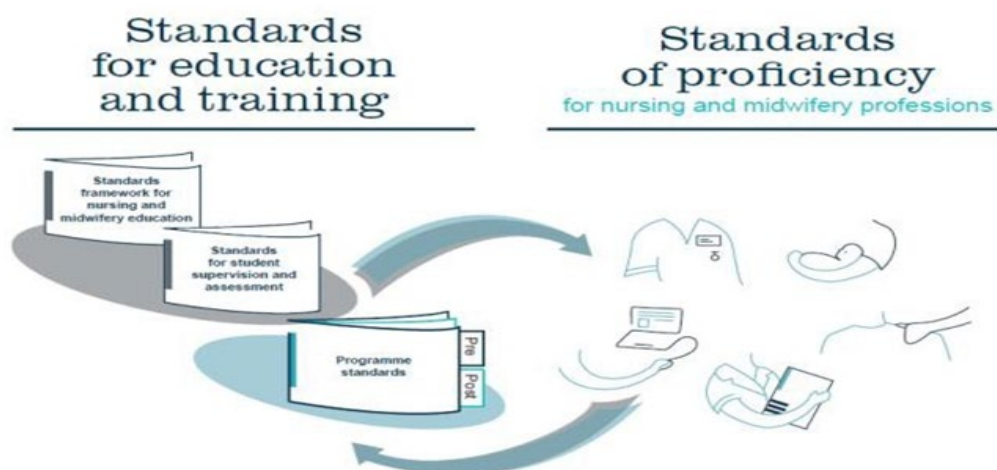 Standards
for education
and training
Standards
of proficiency
for nursing and midwifery professions
Standards
framework for
nursing and
midwifery education
Standards
for student
supervision and
assessment
Programme
standards
Pre
Post